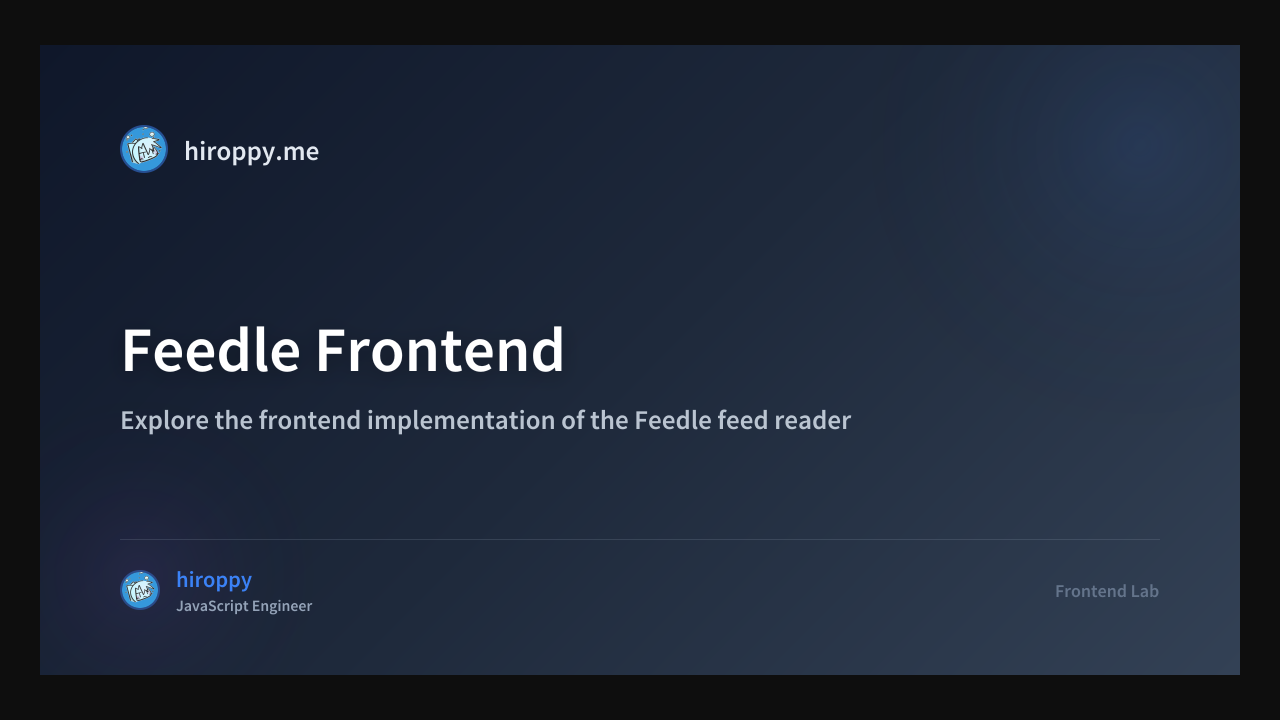 hiroppy.me
Feedle Frontend
Explore the frontend implementation of the Feedle feed reader
hiroppy
JavaScript Engineer
Frontend Lab